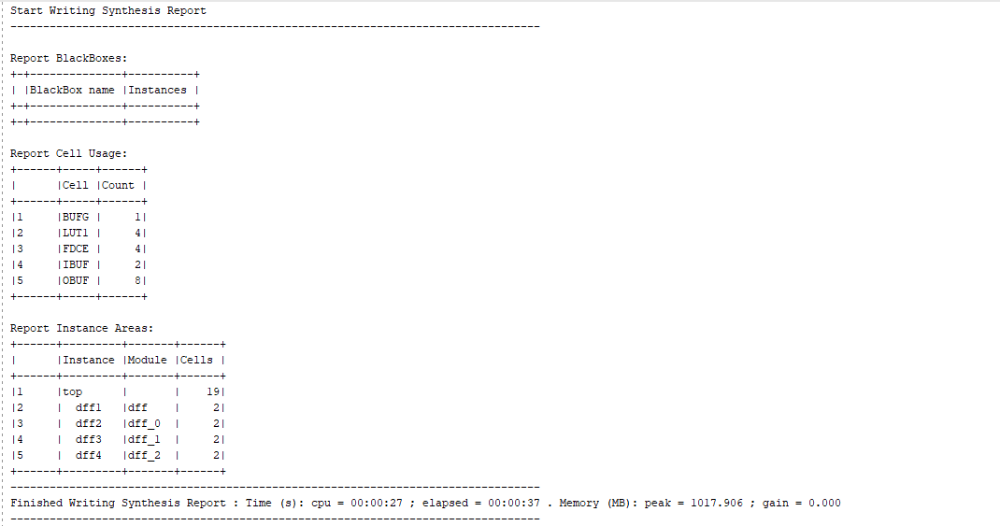 Start Writing Synthesis Report
---------------------------------------------------------------------------------

Report BlackBoxes:
+-+--------------+----------+
| |BlackBox name |Instances |
+-+--------------+----------+
+-+--------------+----------+

Report Cell Usage:
+------+-----+------+
|      |Cell |Count |
+------+-----+------+
|1     |BUFG |     1|
|2     |LUT1 |     4|
|3     |FDCE |     4|
|4     |IBUF |     2|
|5     |OBUF |     8|
+------+-----+------+

Report Instance Areas:
+------+---------+-------+------+
|      |Instance |Module |Cells |
+------+---------+-------+------+
|1     |top      |       |    19|
|2     |  dff1   |dff    |     2|
|3     |  dff2   |dff_0  |     2|
|4     |  dff3   |dff_1  |     2|
|5     |  dff4   |dff_2  |     2|
+------+---------+-------+------+
---------------------------------------------------------------------------------
Finished Writing Synthesis Report : Time (s): cpu = 00:00:27 ; elapsed = 00:00:37 . Memory (MB): peak = 1017.906 ; gain = 0.000
---------------------------------------------------------------------------------